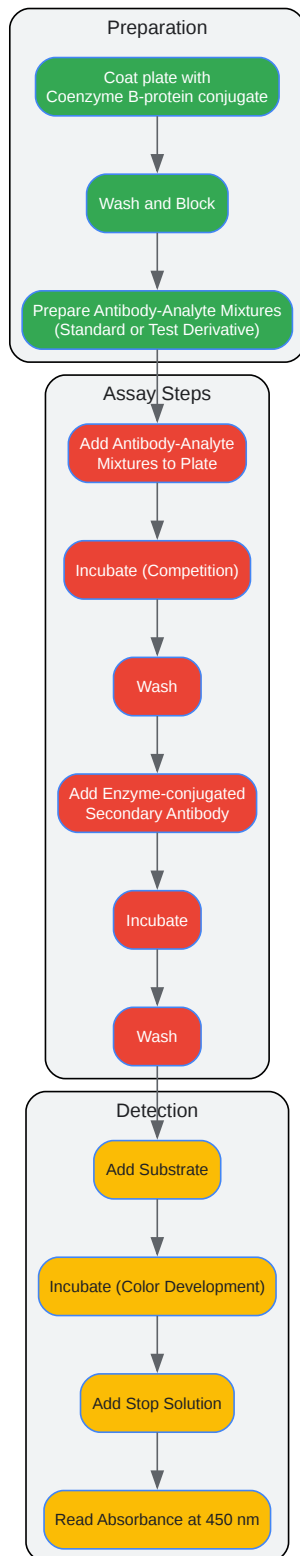 Preparation
Coat plate with
Coenzyme B-protein conjugate
Wash and Block
Prepare Antibody-Analyte Mixtures
(Standard or Test Derivative)
Assay Steps
Add Antibody-Analyte
Mixtures to Plate
Incubate (Competition)
Wash
Add Enzyme-conjugated
Secondary Antibody
Incubate
Wash
Detection
Add Substrate
Incubate (Color Development)
Add Stop Solution
Read Absorbance at 450 nm